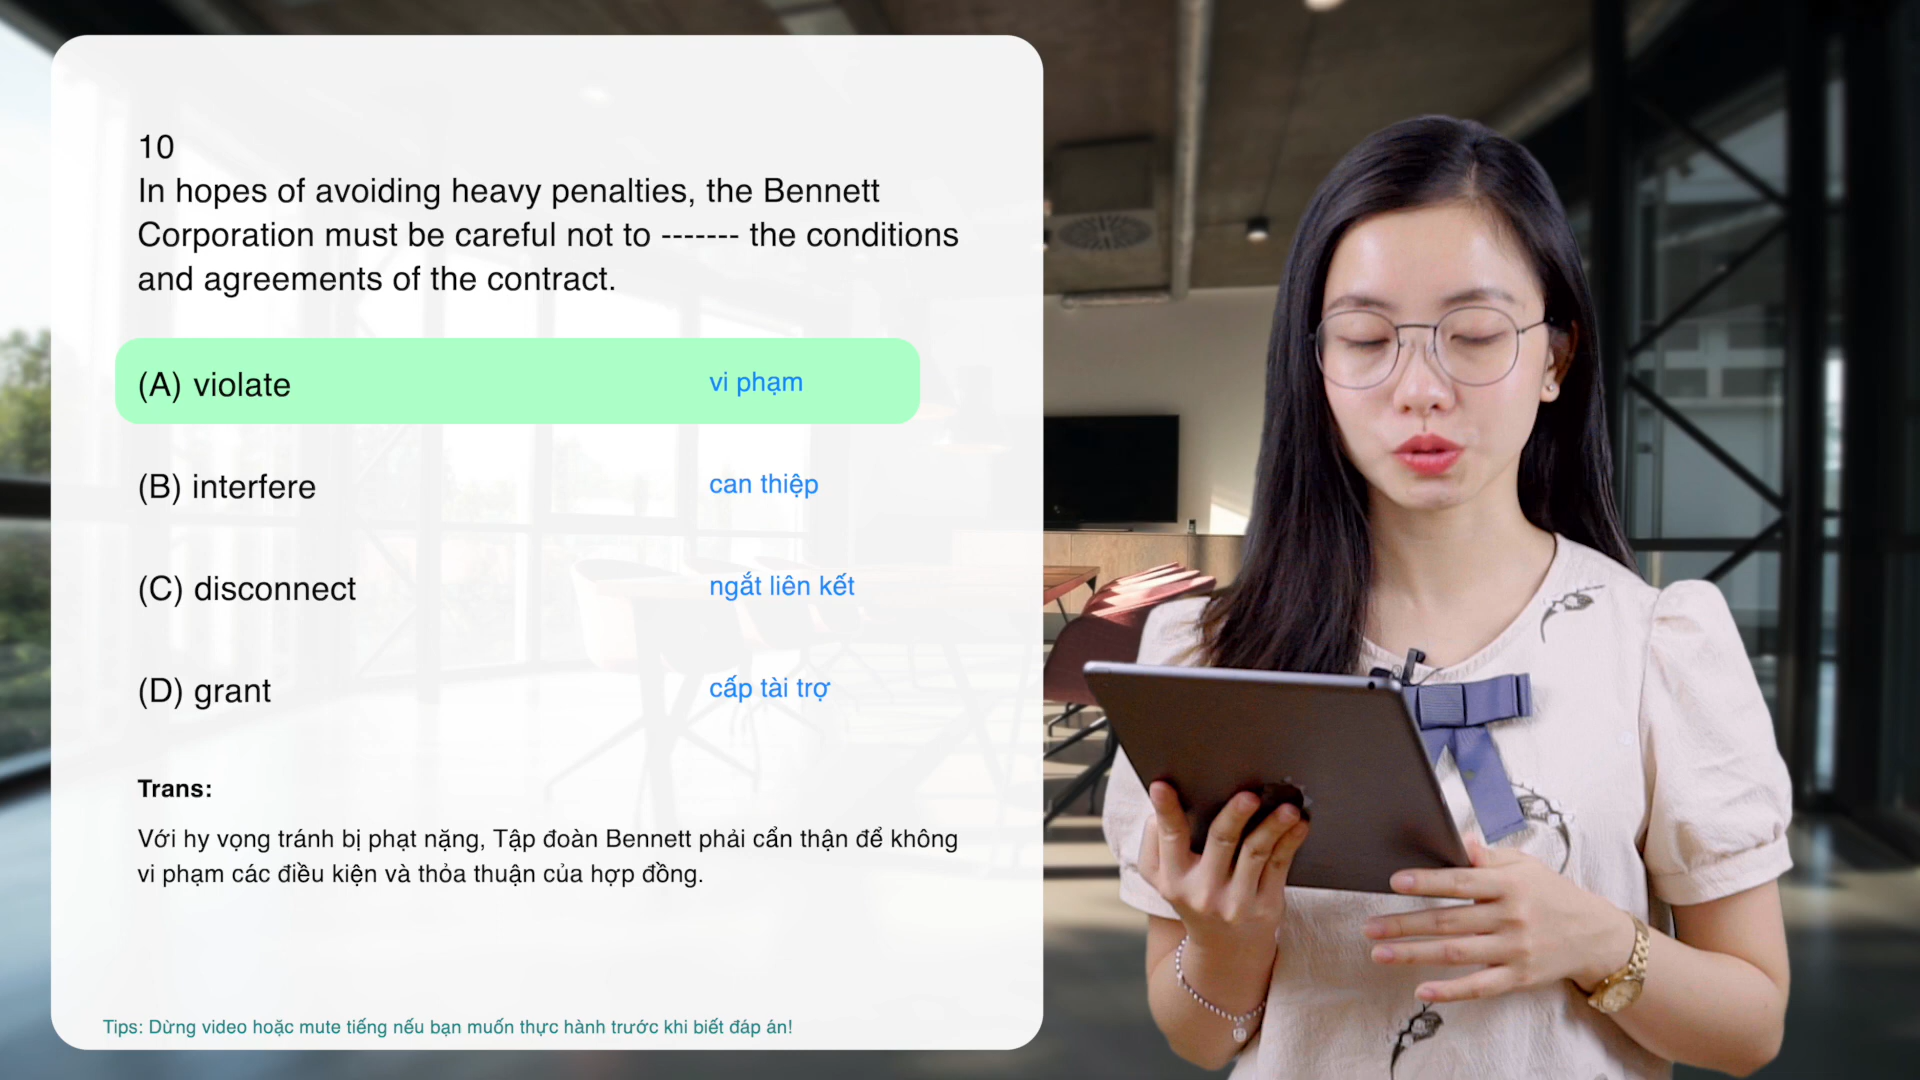 10
In hopes of avoiding heavy penalties, the Bennett
Corporation must be careful not to ------- the conditions
and agreements of the contract.
(A) violate vi phạm
(B) interfere can thiệp
(C) disconnect ngắt liên kết
(D) grant cấp tài trợ
Trans:
Với hy vọng tránh bị phạt nặng, Tập đoàn Bennett phải cẩn thận để không
vi phạm các điều kiện và thỏa thuận của hợp đồng.
Tips: Dừng video hoặc mute tiếng nếu bạn muốn thực hành trước khi biết đáp án!